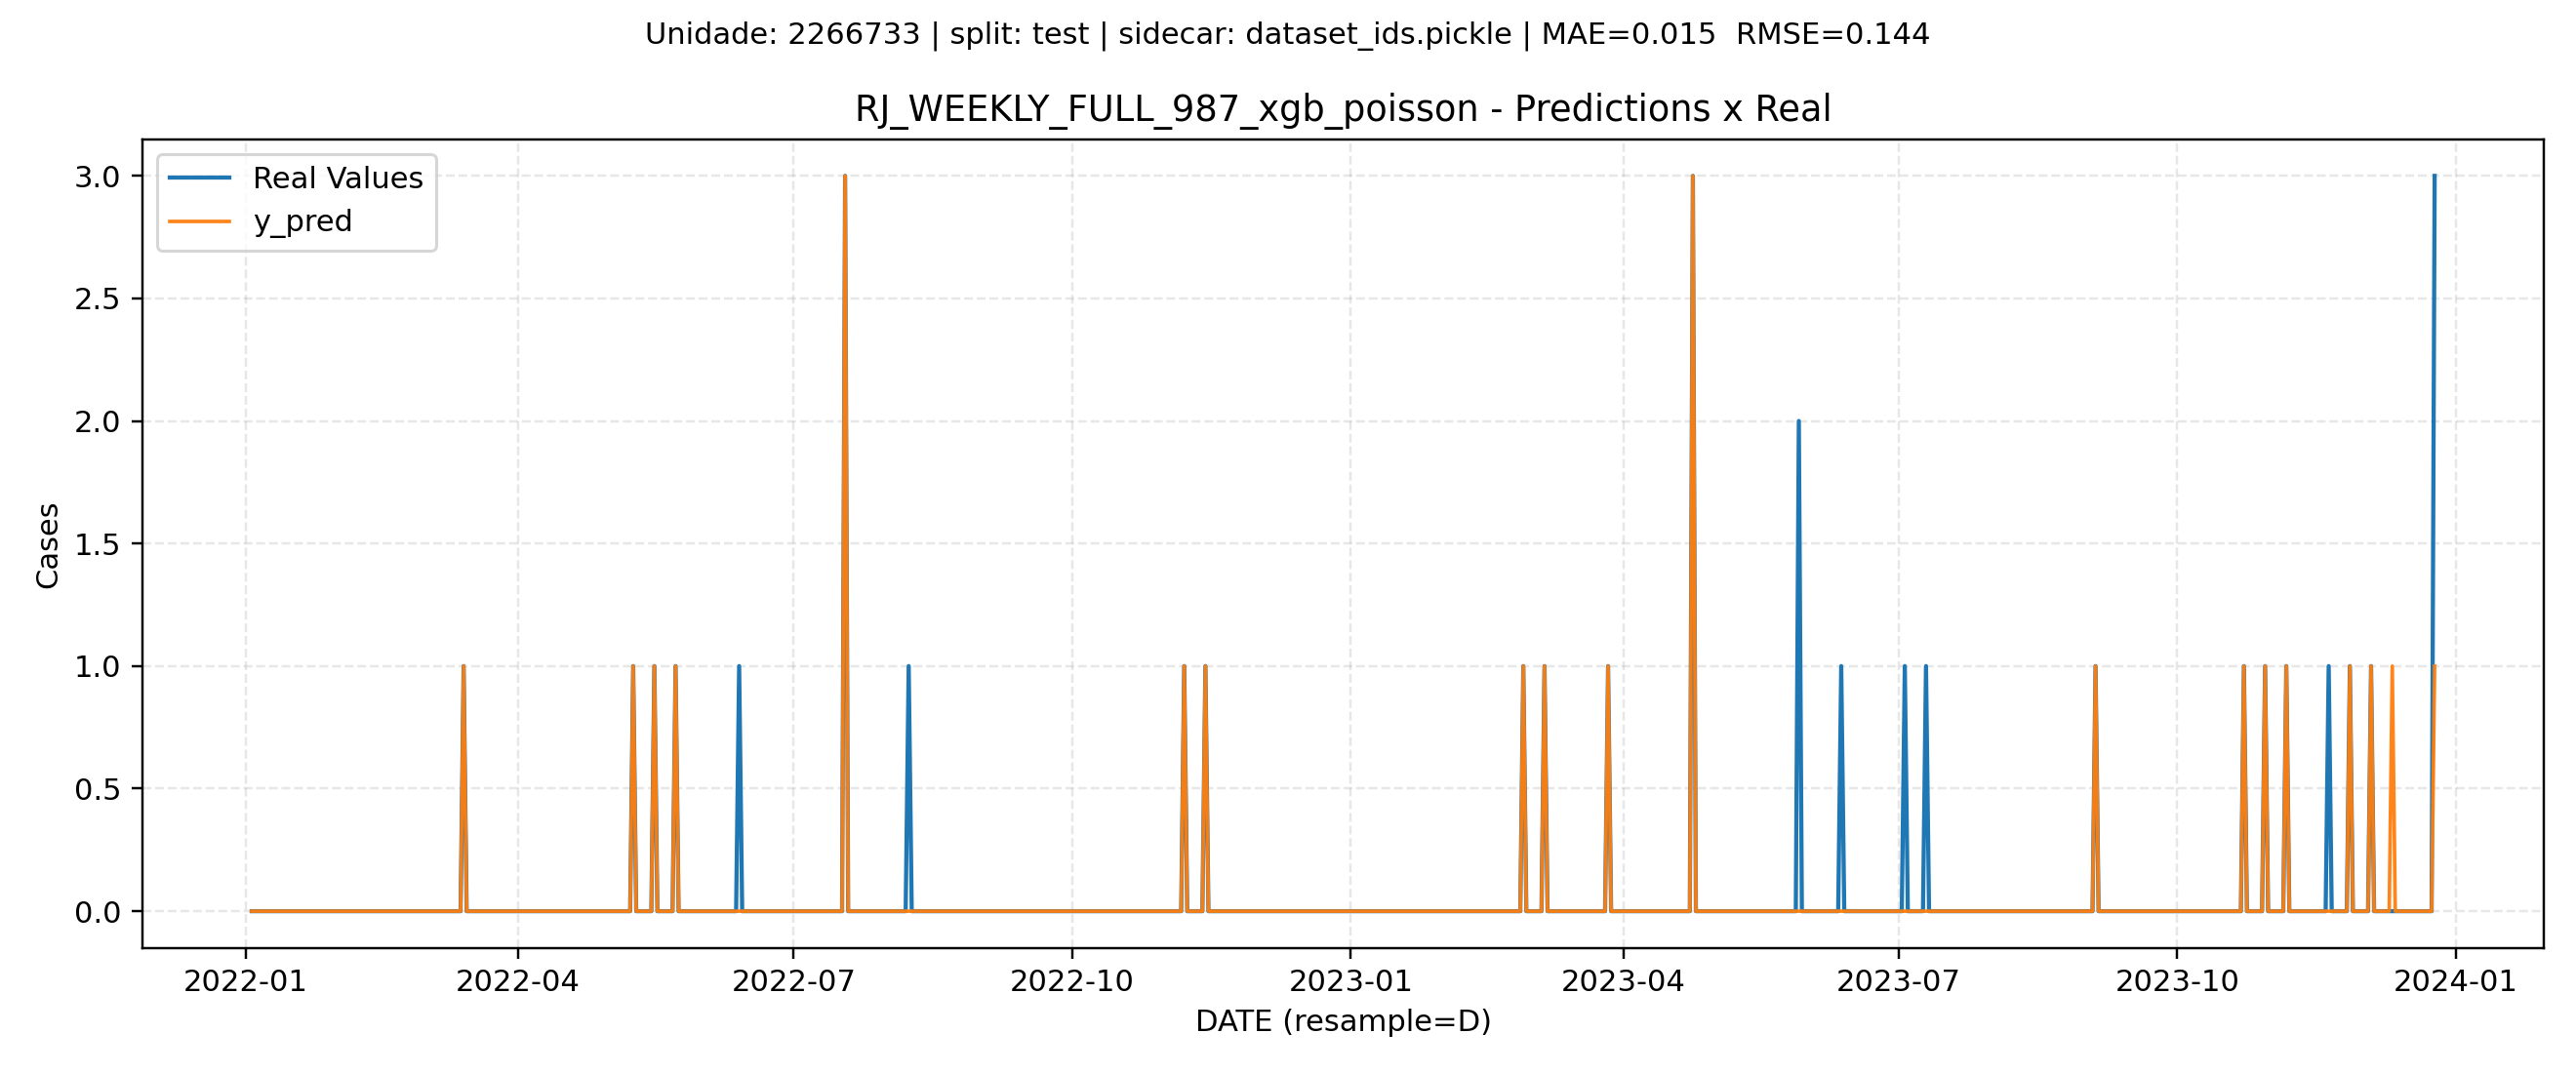 Unidade: 2266733 | split: test | sidecar: dataset_ids.pickle | MAE=0.015  RMSE=0.144
RJ_WEEKLY_FULL_987_xgb_poisson - Predictions x Real
Real Values
y_pred
3.0
2.5
2.0
1.5
1.0
0.5
0.0
Cases
2022-01 2022-04 2022-07 2022-10 2023-01 2023-04 2023-07 2023-10 2024-01
DATE (resample=D)